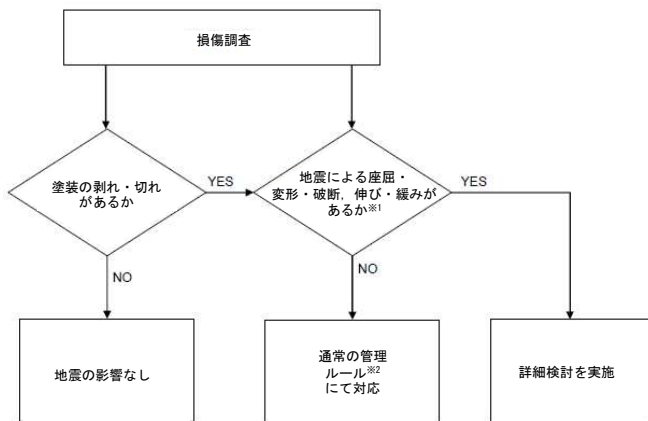 損傷調査
塗装の剥れ・切れ
があるか
YES
地震による座屈・
変形・破断，伸び・緩みが
あるか※1
YES
NO
NO
地震の影響なし
通常の管理
ルール※2
にて対応
詳細検討を実施